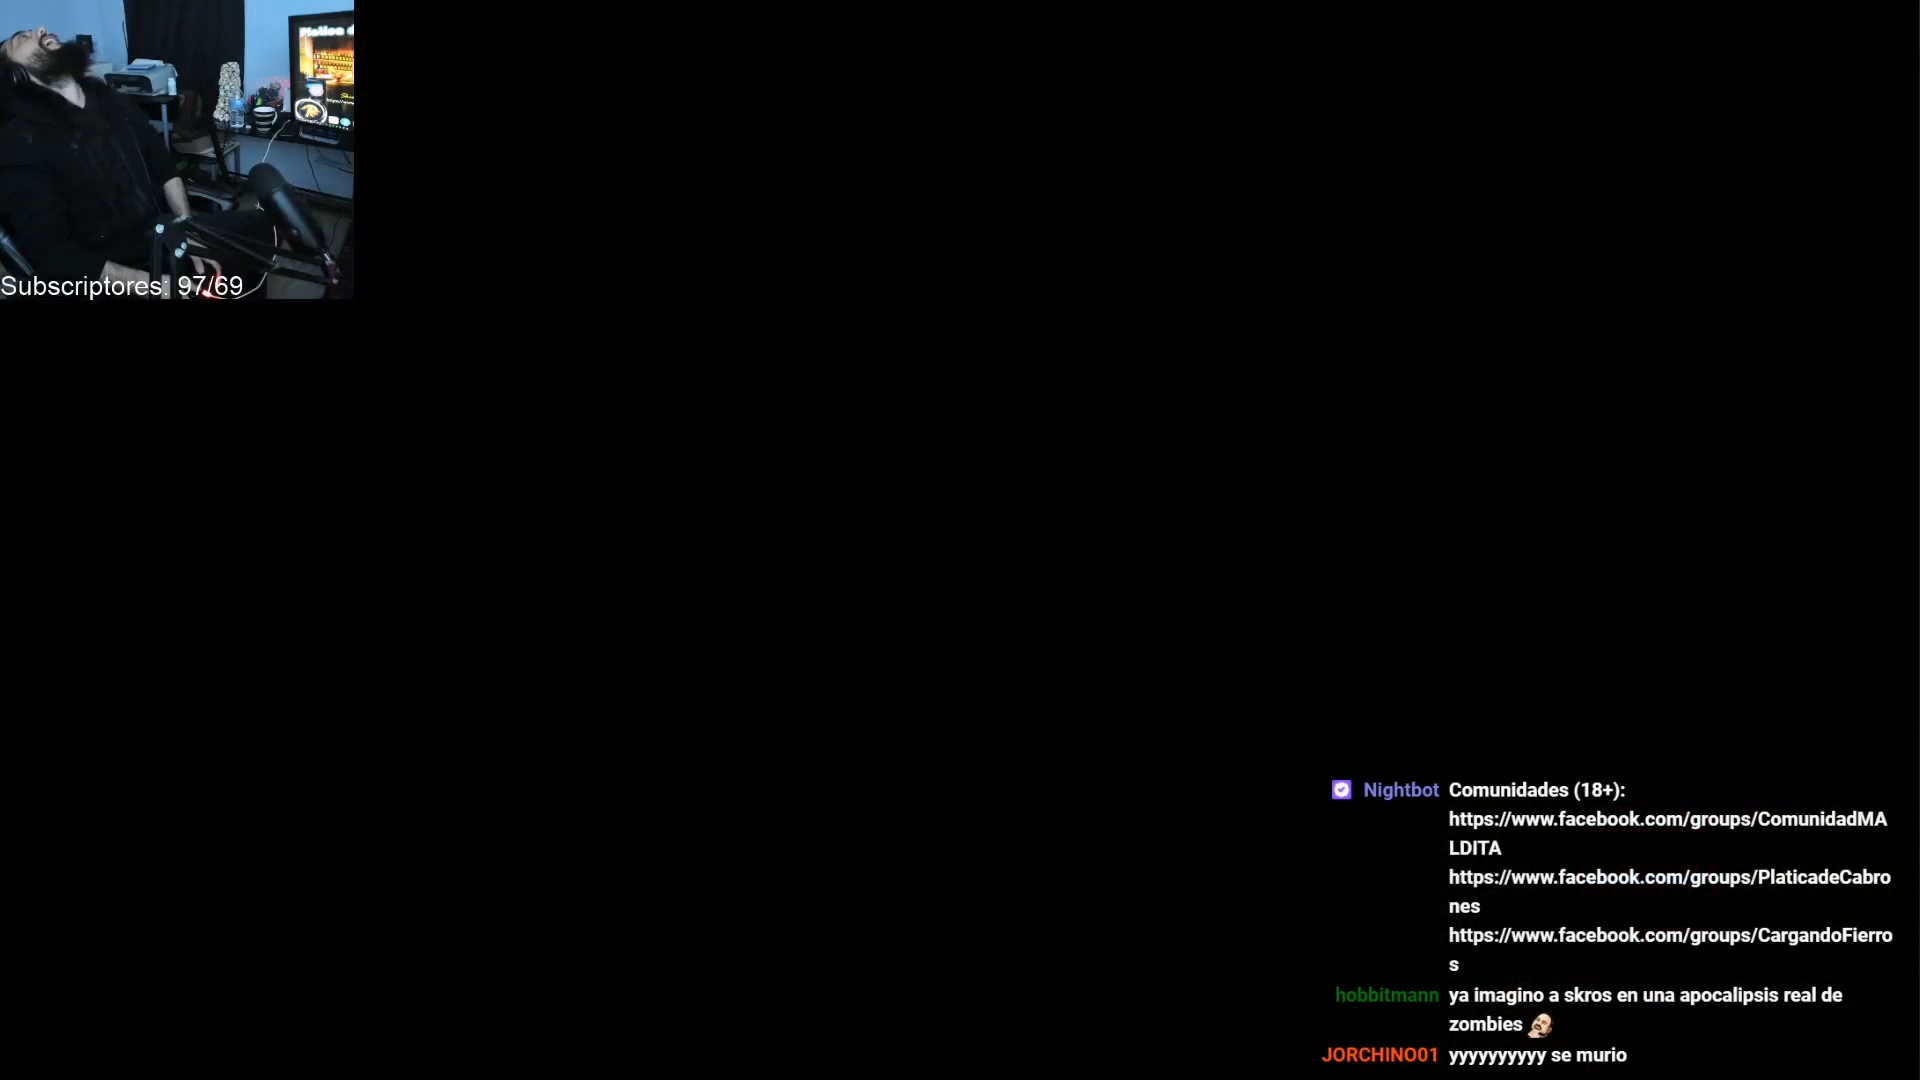 Platica d
Subscriptores: 97/69
Nightbot Comunidades (18+):
https://www.facebook.com/groups/ComunidadMA
LDITA
https://www.facebook.com/groups/PlaticadeCabro
nes
https://www.facebook.com/groups/CargandoFierro
s
hobbitmann ya imagino a skros en una apocalipsis real de
zombies
JORCHINO01 yyyyyyyyyy se murio